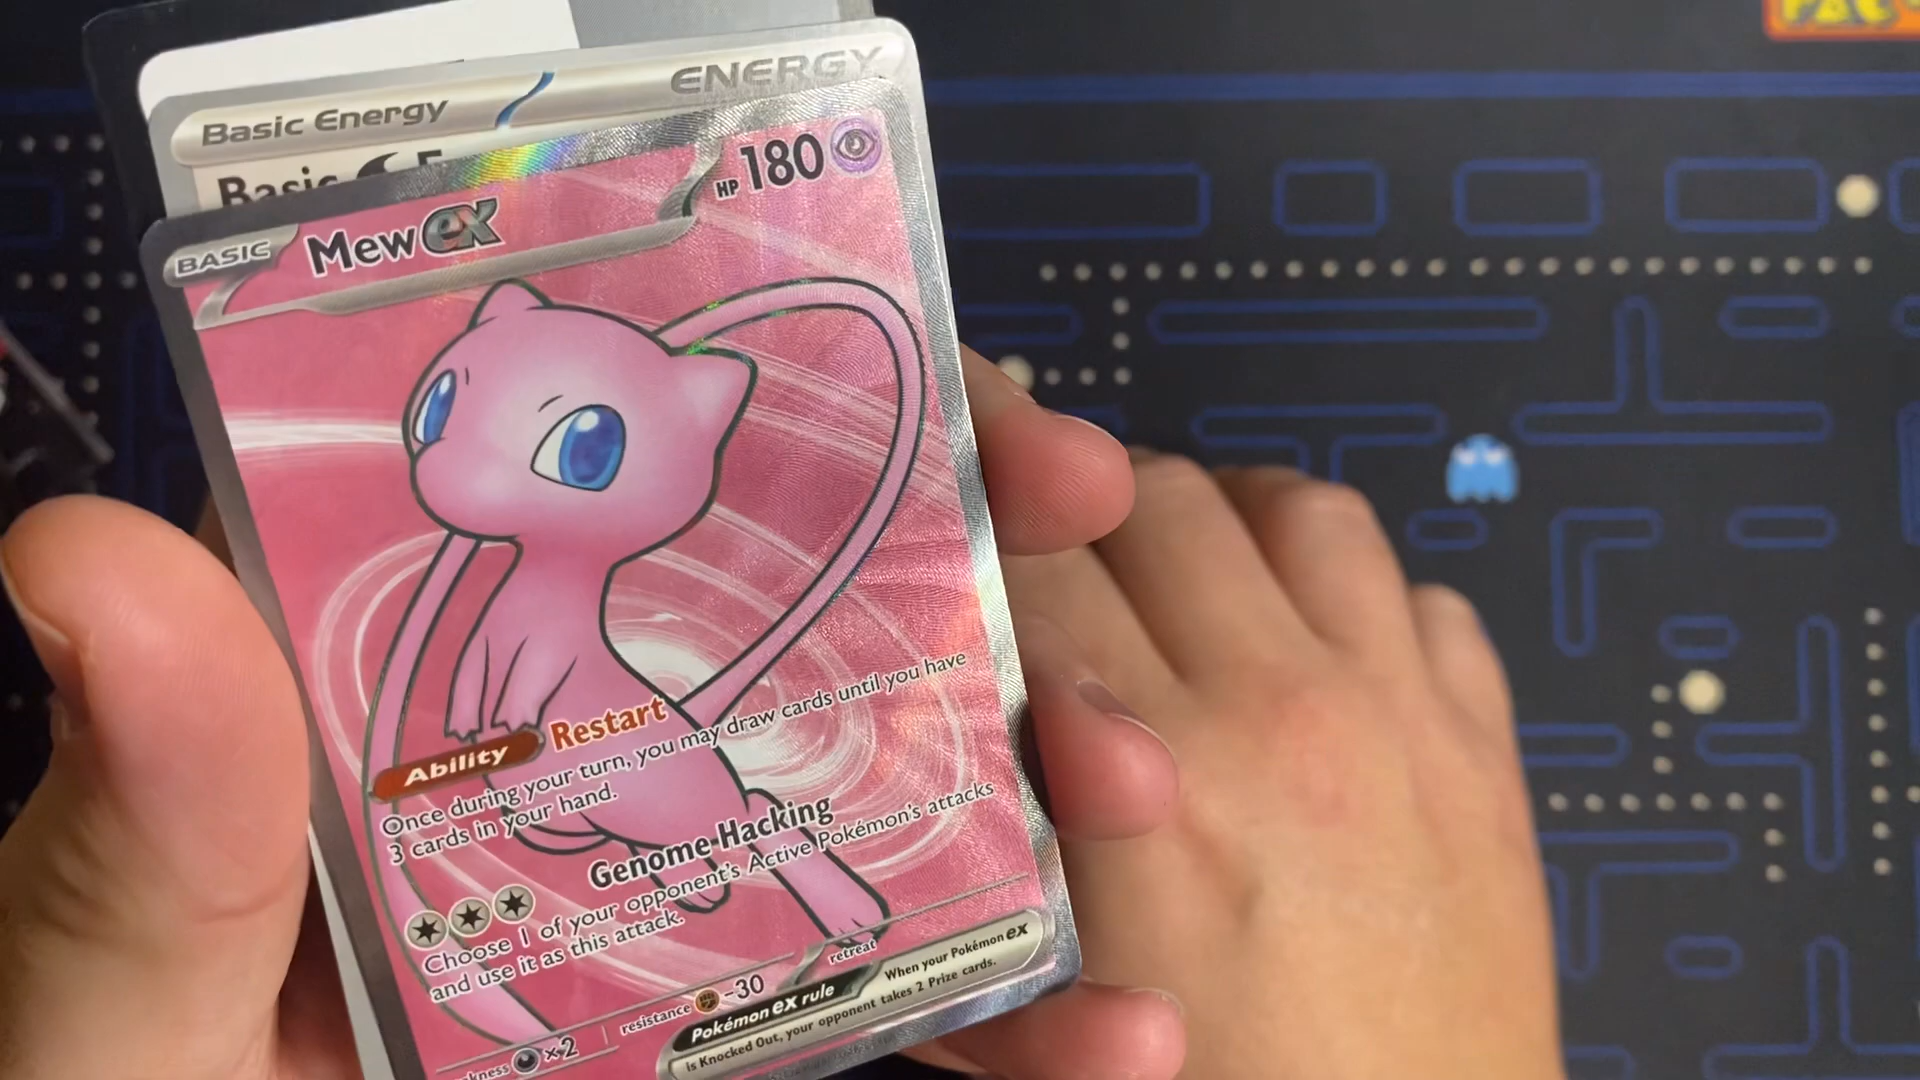 ENERGY
Basic Energy
Basic
HP 180
BASIC Mew ex
Ability Restart
Once during your turn, you may draw cards until you have
3 cards in your hand.
Genome Hacking
Choose 1 of your opponent's Active Pokémon's attacks
and use it as this attack.
×2
resistance -30
retreat
Pokémon ex rule
When your Pokémon ex
is Knocked Out, your opponent takes 2 Prize cards.